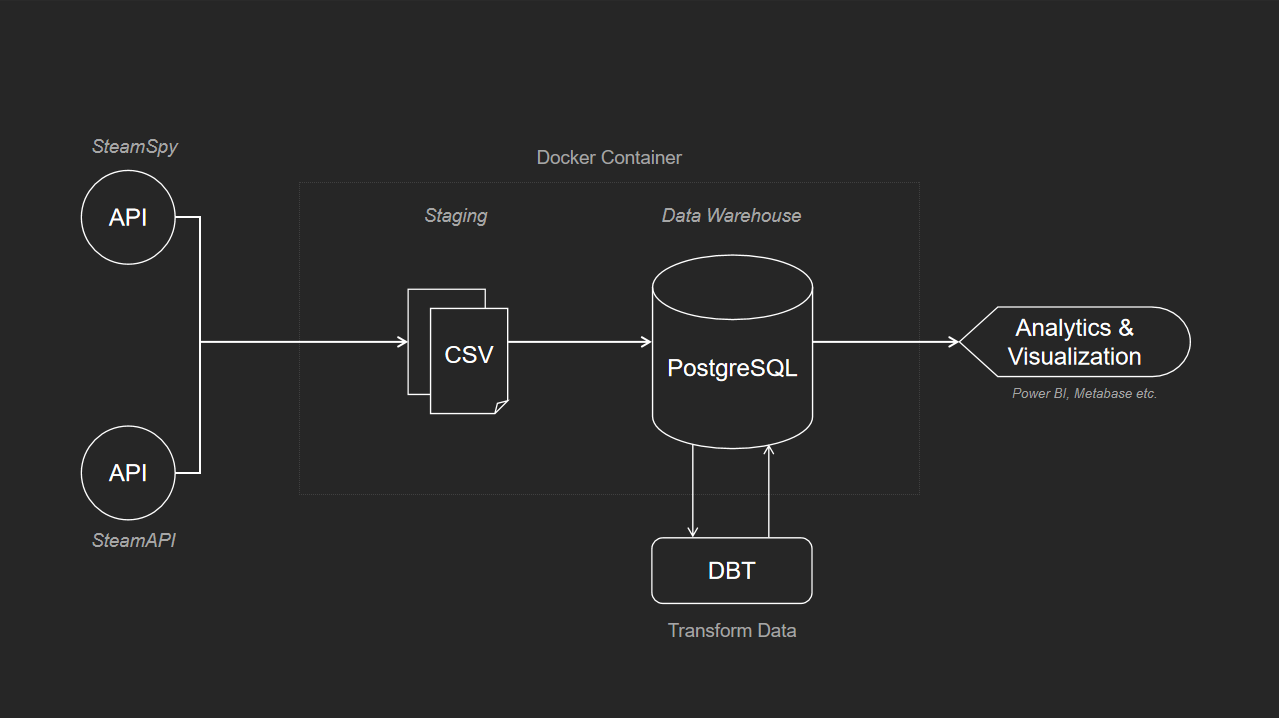 SteamSpy
API
Docker Container
Staging
Data Warehouse
CSV
PostgreSQL
Analytics &
Visualization
Power BI, Metabase etc.
API
SteamAPI
DBT
Transform Data